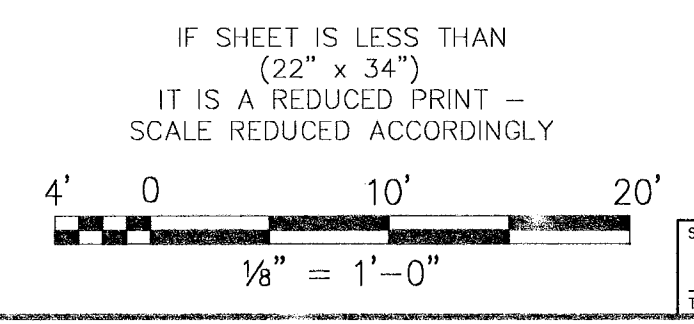 IF SHEET IS LESS THAN
(22" x 34")
IT IS A REDUCED PRINT –
SCALE REDUCED ACCORDINGLY
4' 0 10' 20'
⅛" = 1'-0"